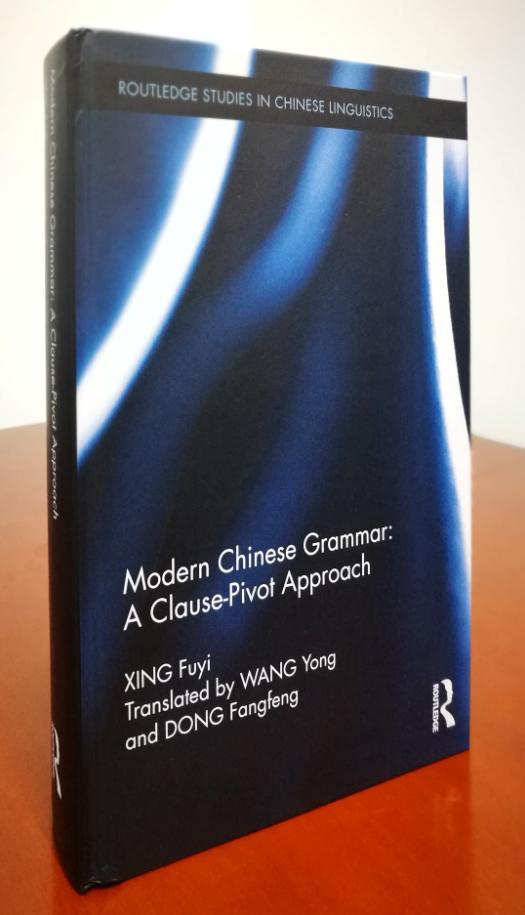 ROUTLEDGE STUDIES IN CHINESE LINGUISTICS
Modern Chinese Grammar:
A Clause-Pivot Approach
XING Fuyi
Translated by WANG Yong
and DONG Fangfeng
ROUTLEDGE
Modern Chinese Grammar: A Clause-Pivot Approach